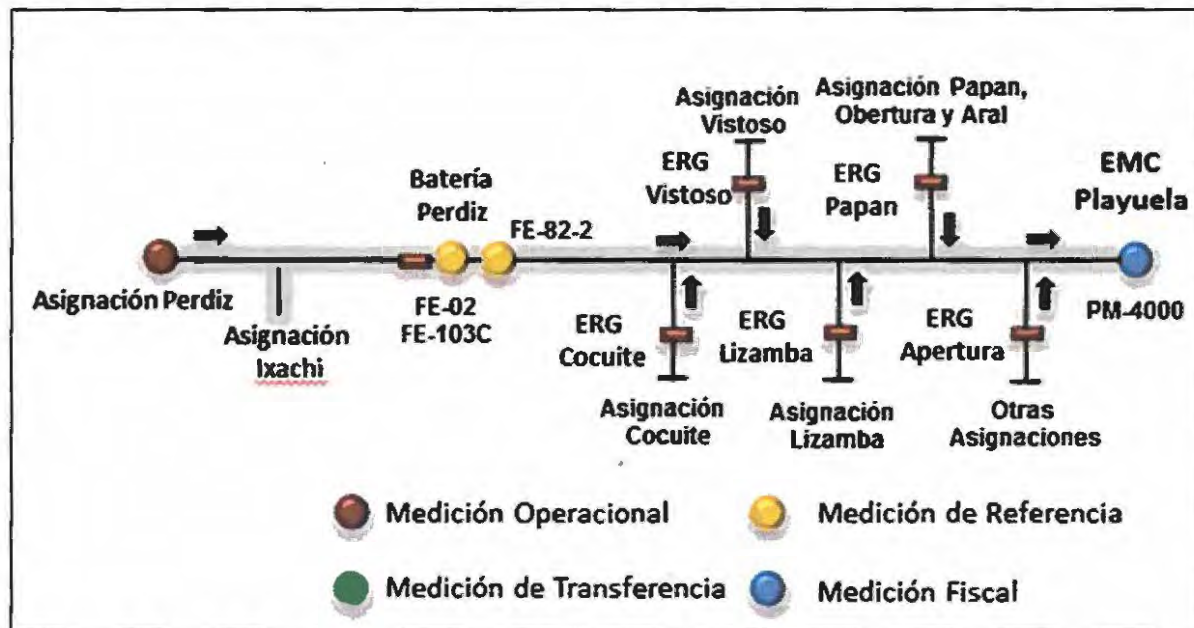 Asignación
Vistoso
Asignación Papan,
Obertura y Aral
ERG
Vistoso
ERG
Papan
EMC
Playuela
Batería
Perdiz
FE-82-2
Asignación Perdiz
Asignación
Ixachi
FE-02
FE-103C
ERG
Cocuite
ERG
Lizamba
ERG
Apertura
PM-4000
Asignación
Cocuite
Asignación
Lizamba
Otras
Asignaciones
Medición Operacional
Medición de Referencia
Medición de Transferencia
Medición Fiscal